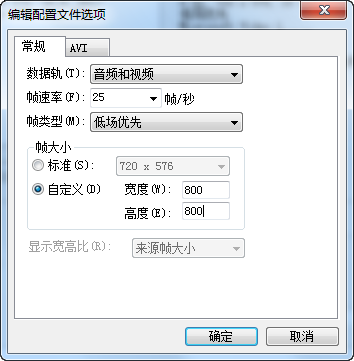 编辑配置文件选项
常规 AVI
数据轨(T): 音频和视频
帧速率(F): 25 帧/秒
帧类型(M): 低场优先
帧大小
标准(S): 720 x 576
自定义(D) 宽度(W): 800
高度(E): 800
显示宽高比(R): 来源帧大小
确定 取消